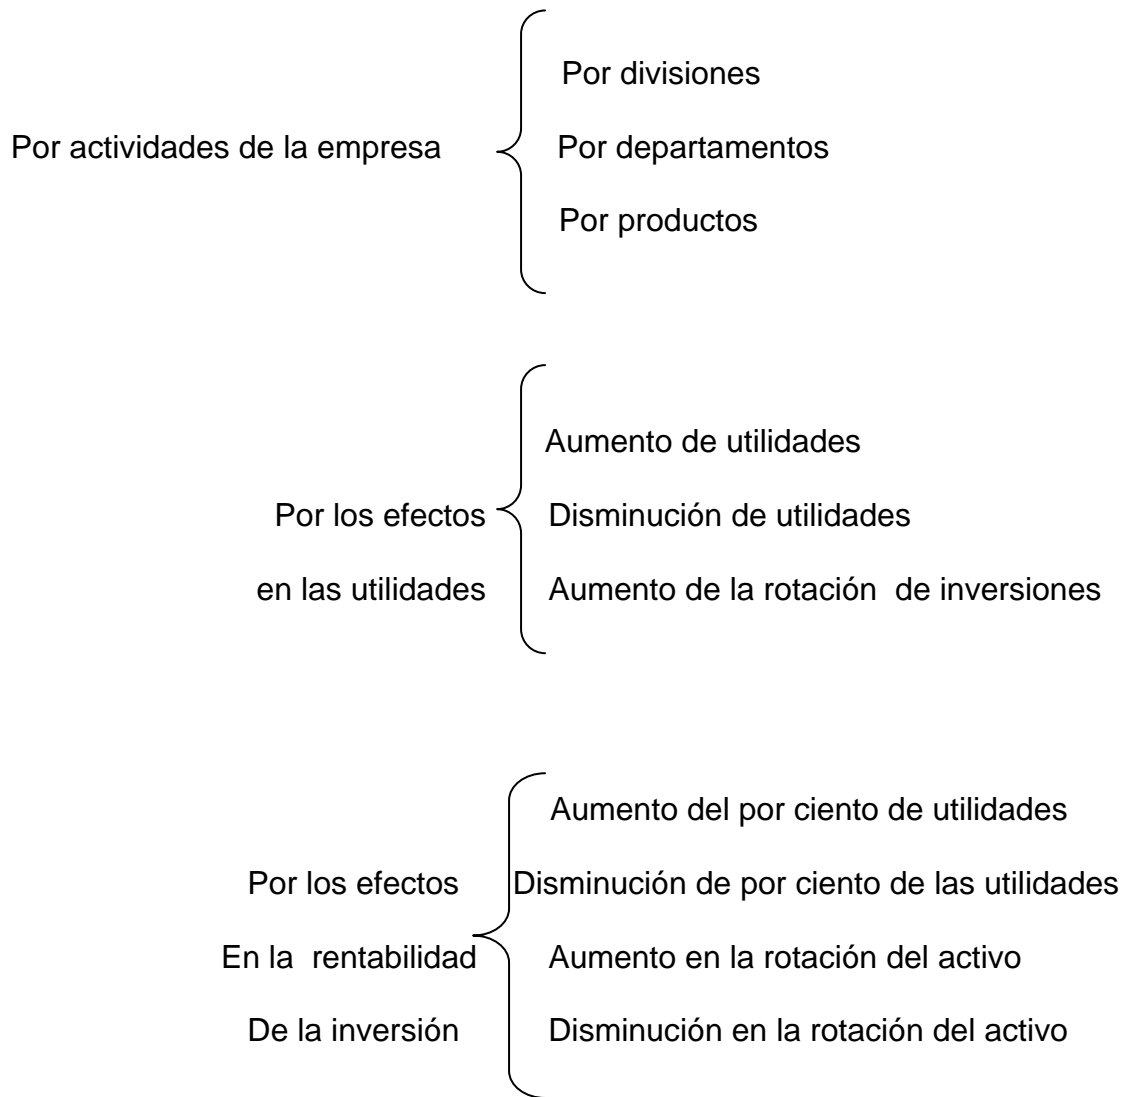 Por divisiones
Por actividades de la empresa
Por departamentos
Por productos
Aumento de utilidades
Por los efectos
Disminución de utilidades
en las utilidades
Aumento de la rotación  de inversiones
Aumento del por ciento de utilidades
Por los efectos
Disminución de por ciento de las utilidades
En la  rentabilidad
Aumento en la rotación del activo
De la inversión
Disminución en la rotación del activo